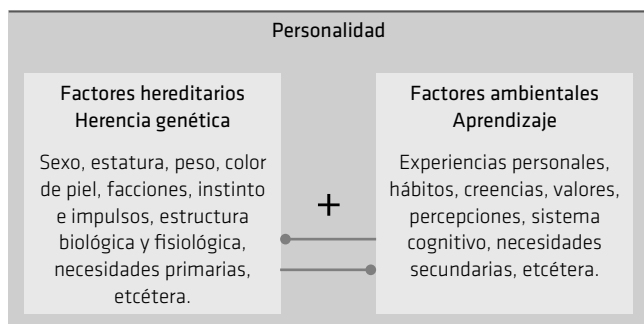 Personalidad
Factores hereditarios
Herencia genética
Sexo, estatura, peso, color
de piel, facciones, instinto
e impulsos, estructura
biológica y fisiológica,
necesidades primarias,
etcétera.
+
Factores ambientales
Aprendizaje
Experiencias personales,
hábitos, creencias, valores,
percepciones, sistema
cognitivo, necesidades
secundarias, etcétera.